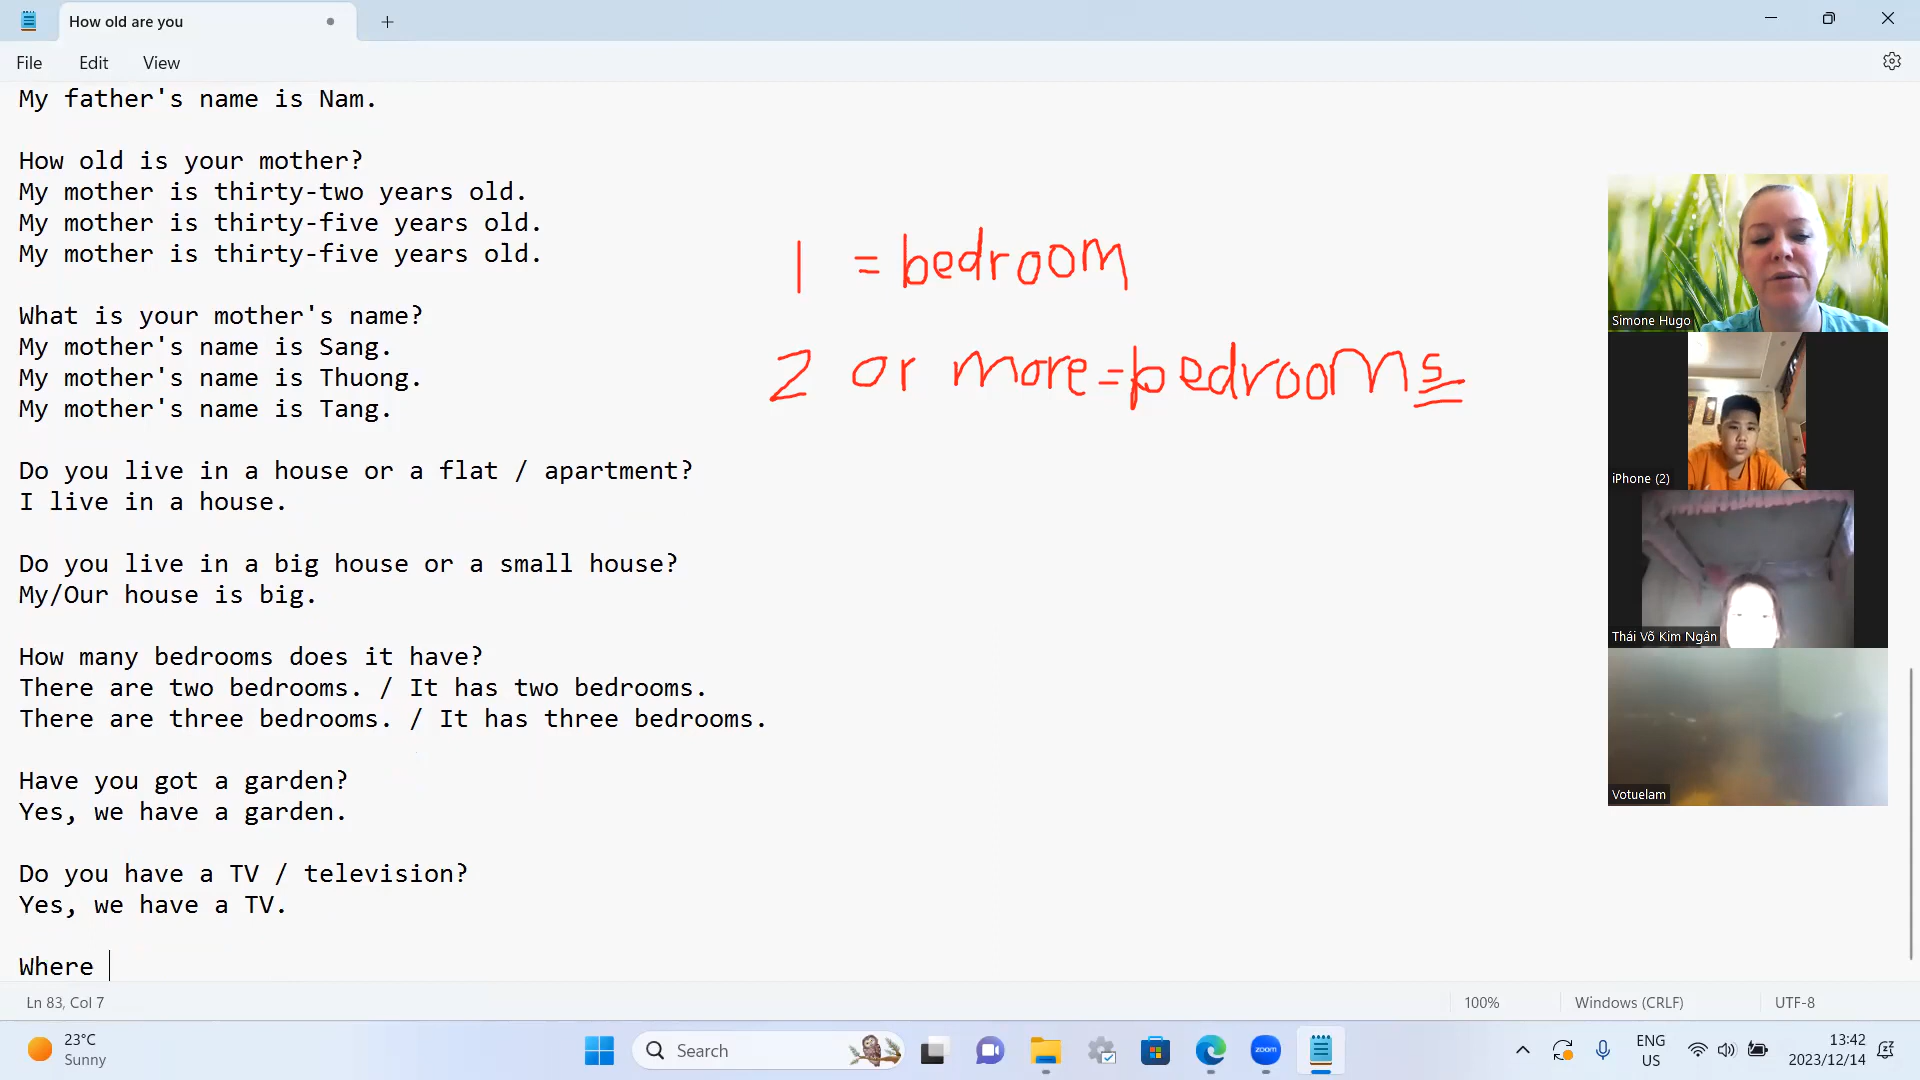 How old are you
File Edit View
My father's name is Nam.
How old is your mother?
My mother is thirty-two years old.
My mother is thirty-five years old.
My mother is thirty-five years old.
What is your mother's name?
My mother's name is Sang.
My mother's name is Thuong.
My mother's name is Tang.
Do you live in a house or a flat / apartment?
I live in a house.
Do you live in a big house or a small house?
My/Our house is big.
How many bedrooms does it have?
There are two bedrooms. / It has two bedrooms.
There are three bedrooms. / It has three bedrooms.
Have you got a garden?
Yes, we have a garden.
Do you have a TV / television?
Yes, we have a TV.
Where
1 = bedroom
2 or more = bedrooms
Simone Hugo
iPhone (2)
Thái Võ Kim Ngân
Votuelam
Ln 83, Col 7
100%
Windows (CRLF)
UTF-8
23°C
Sunny
Search
zoom
ENG
US
13:42
2023/12/14